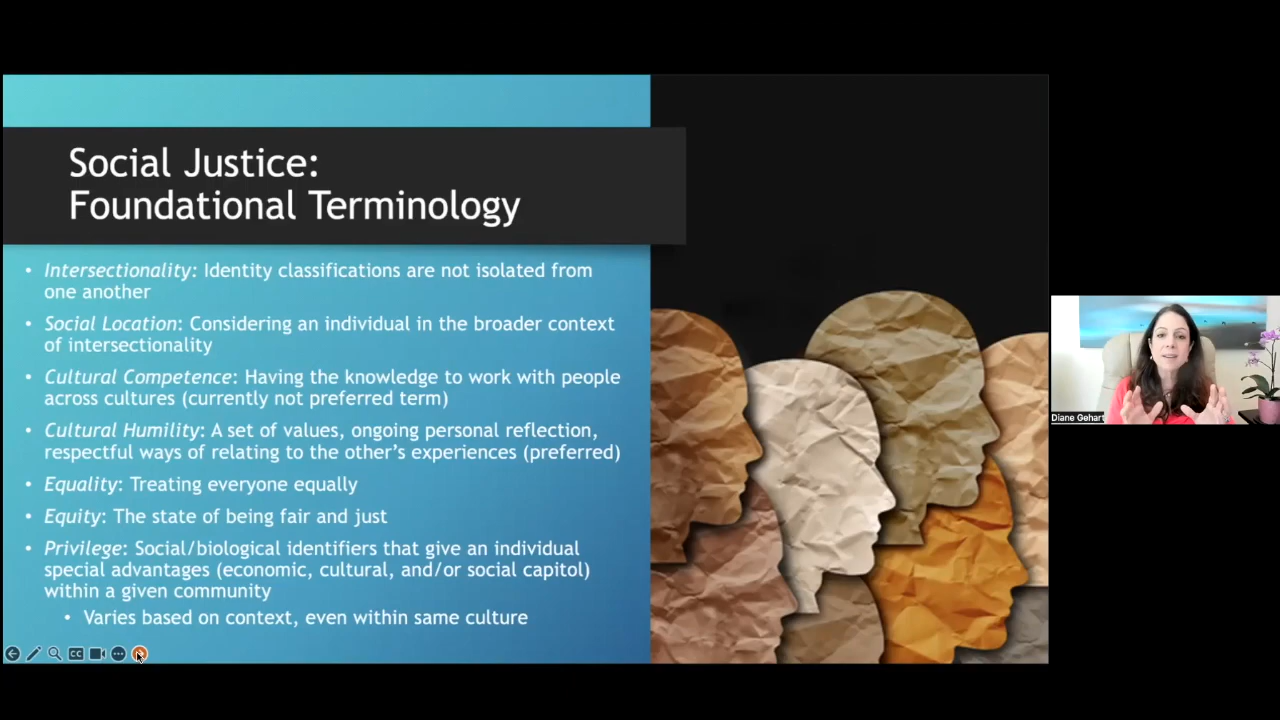 Social Justice:
Foundational Terminology
• Intersectionality: Identity classifications are not isolated from
one another
• Social Location: Considering an individual in the broader context
of intersectionality
• Cultural Competence: Having the knowledge to work with people
across cultures (currently not preferred term)
• Cultural Humility: A set of values, ongoing personal reflection,
respectful ways of relating to the other's experiences (preferred)
• Equality: Treating everyone equally
• Equity: The state of being fair and just
• Privilege: Social/biological identifiers that give an individual
special advantages (economic, cultural, and/or social capitol)
within a given community
• Varies based on context, even within same culture
CC
Diane Gehart